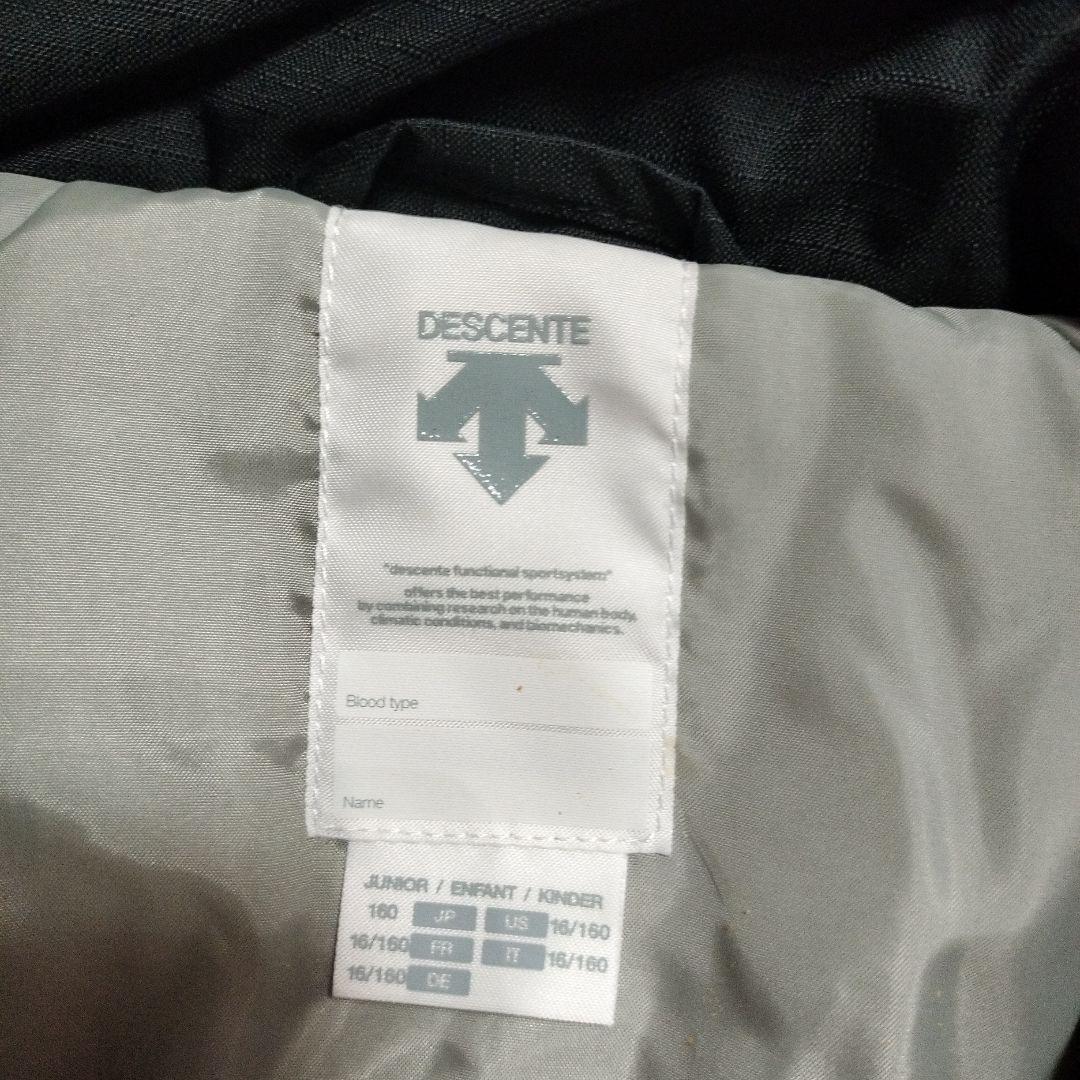 DESCENTE
"descente functional sportsystem"
offers the best performance
by combining research on the human body,
climatic conditions, and biomechanics.
Blood type
Name
JUNIOR / ENFANT / KINDER
160 JP US 16/160
16/160 FR IT 16/160
16/160 DE